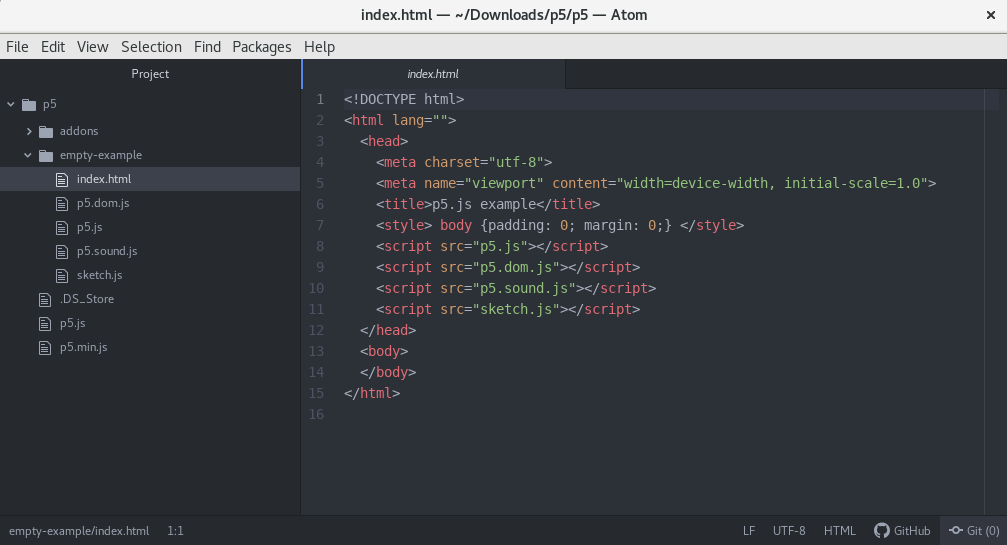 index.html — ~/Downloads/p5/p5 — Atom
File Edit View Selection Find Packages Help
Project
p5
addons
empty-example
index.html
p5.dom.js
p5.js
p5.sound.js
sketch.js
.DS_Store
p5.js
p5.min.js
index.html
1 <!DOCTYPE html>
2 <html lang="">
3   <head>
4     <meta charset="utf-8">
5     <meta name="viewport" content="width=device-width, initial-scale=1.0">
6     <title>p5.js example</title>
7     <style> body {padding: 0; margin: 0;} </style>
8     <script src="p5.js"></script>
9     <script src="p5.dom.js"></script>
10     <script src="p5.sound.js"></script>
11     <script src="sketch.js"></script>
12   </head>
13   <body>
14   </body>
15 </html>
16
empty-example/index.html 1:1 LF UTF-8 HTML GitHub Git (0)